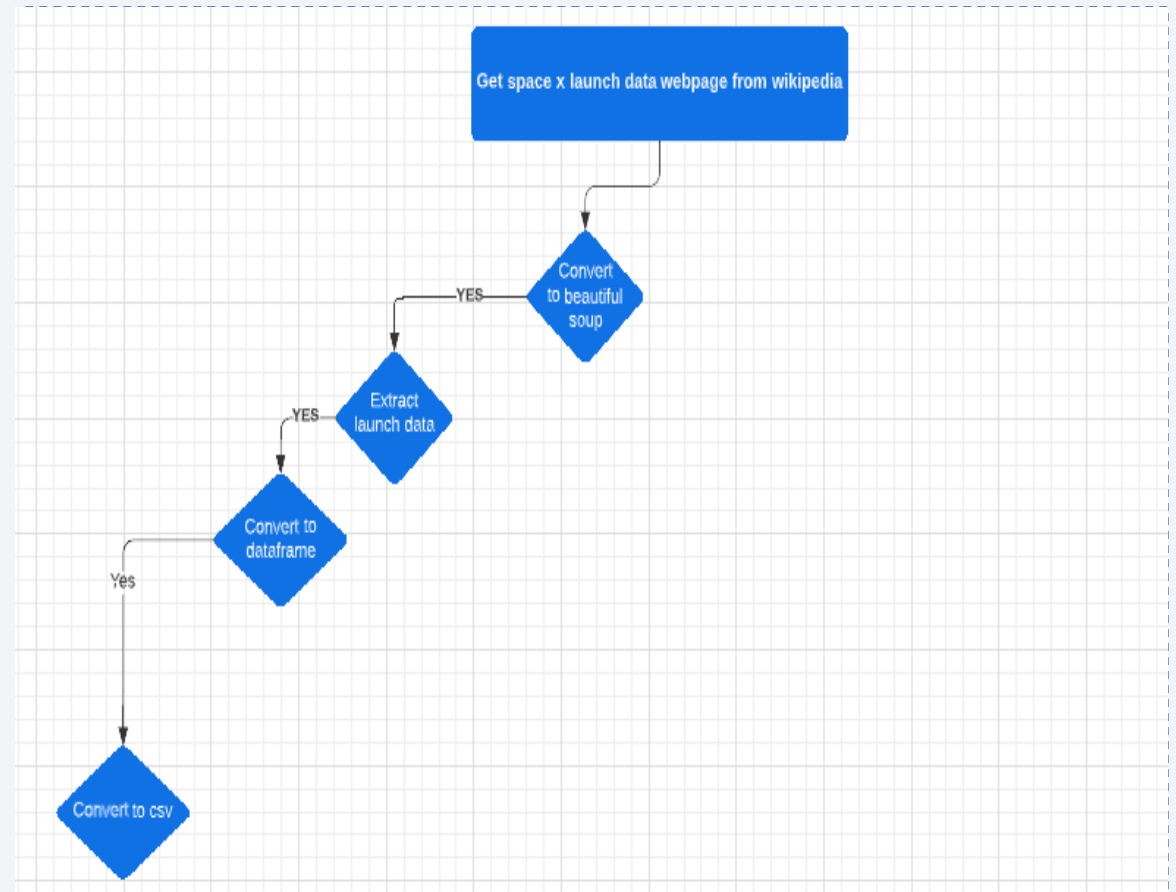 Get space x launch data webpage from wikipedia
Convert
to beautiful
soup
YES
Extract
launch data
YES
Convert to
dataframe
Yes
Convert to csv